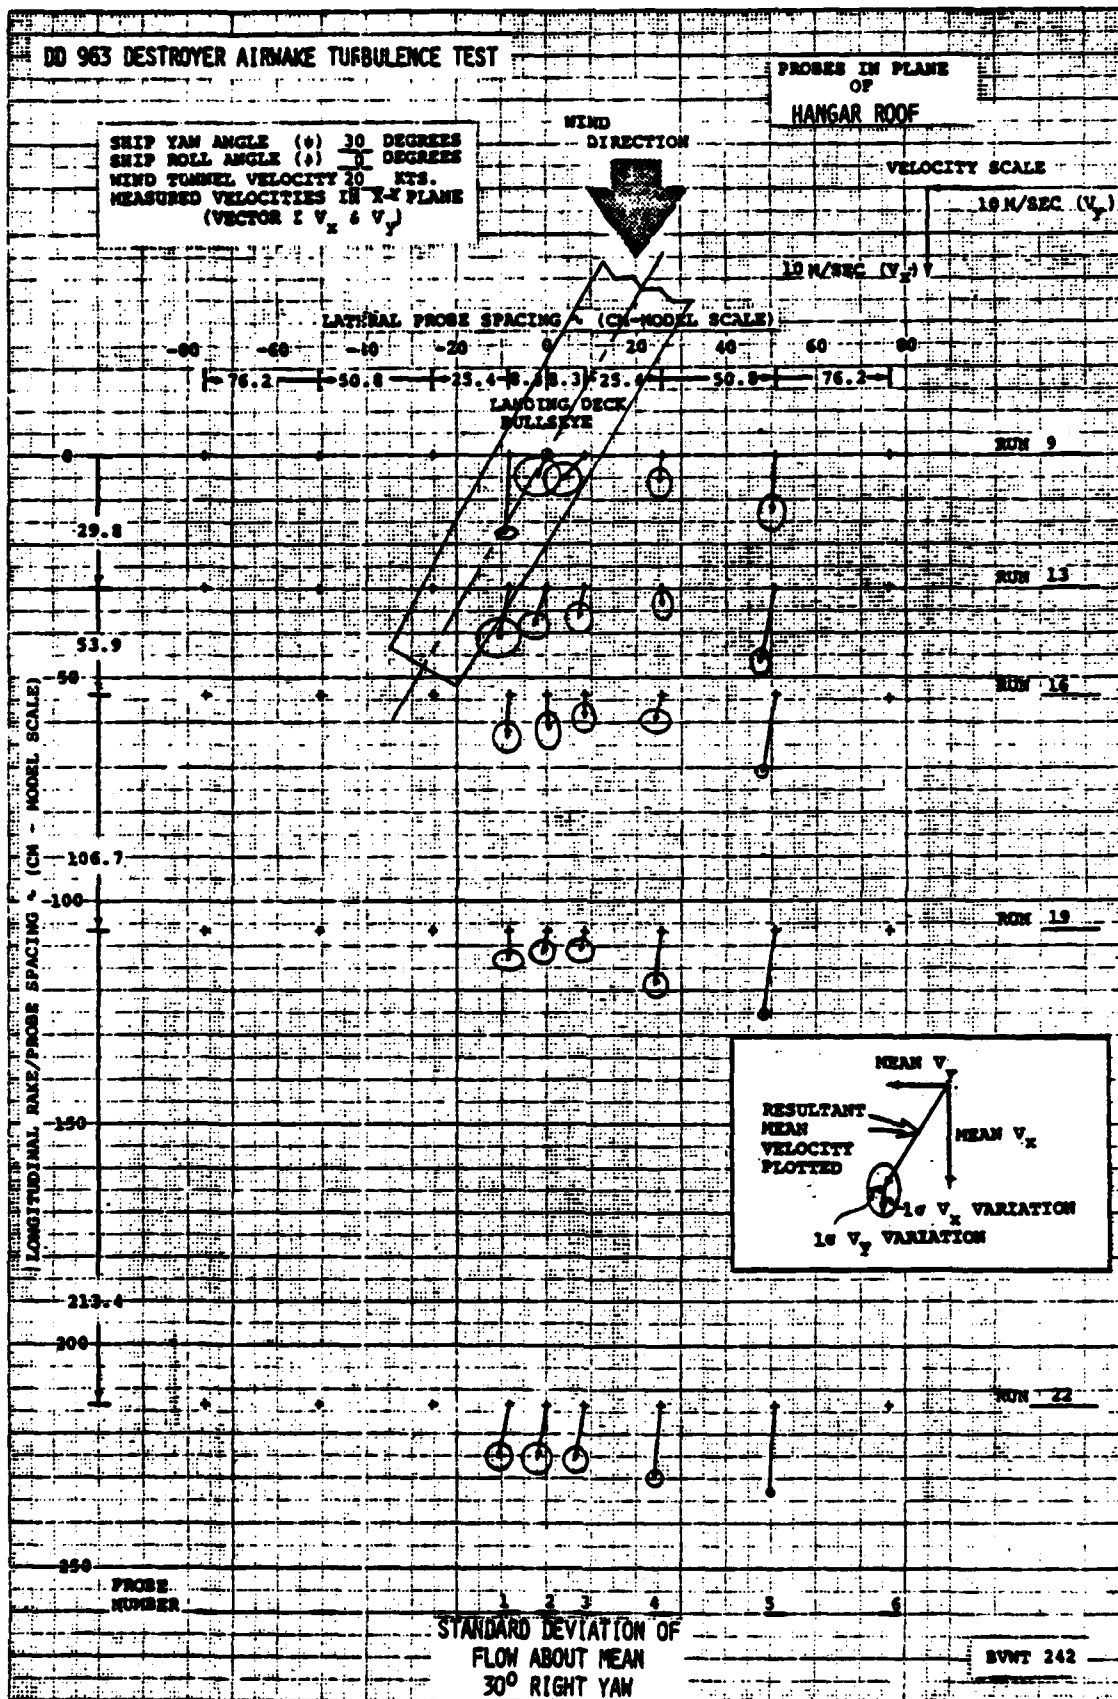 DD 963 DESTROYER AIRWAKE TURBULENCE TEST
PROBES IN PLANE
OF
HANGAR ROOF
SHIP YAW ANGLE (ψ) 30 DEGREES
SHIP ROLL ANGLE (φ) 0 DEGREES
WIND TUNNEL VELOCITY 20 KTS.
MEASURED VELOCITIES IN X-Y PLANE
(VECTOR Σ Vx & Vy)
WIND
DIRECTION
VELOCITY SCALE
10 M/SEC (Vy)
10 M/SEC (Vx)
LATERAL PROBE SPACING ~ (CM-MODEL SCALE)
-80 -60 -40 -20 0 20 40 60 80
76.2 50.8 25.4 8.3 8.3 25.4 50.8 76.2
LANDING DECK
BULLSEYE
0
RUN 9
29.8
RUN 13
53.9
50
RUN 16
106.7
100
RUN 19
LONGITUDINAL RAKE/PROBE SPACING ~ (CM - MODEL SCALE)
MEAN Vy
RESULTANT
MEAN
VELOCITY
PLOTTED
MEAN Vx
1σ Vx VARIATION
1σ Vy VARIATION
150
213.4
200
RUN 22
250
PROBE
NUMBER
1 2 3 4 5 6
STANDARD DEVIATION OF
FLOW ABOUT MEAN
30º RIGHT YAW
BVWT 242